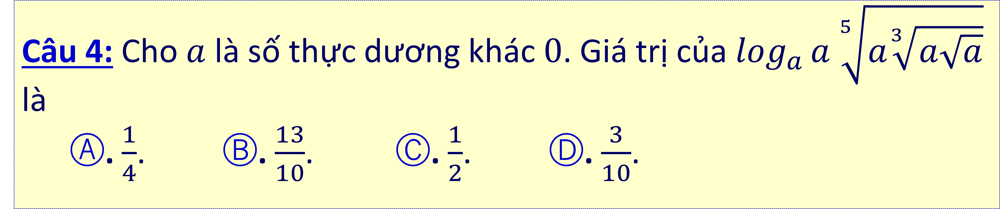 Câu 4: Cho 𝑎 là số thực dương khác 0. Giá trị của 𝑙𝑜𝑔ₐ 𝑎 ⁵√(𝑎 ³√(𝑎√𝑎))
là
Ⓐ. 1/4. Ⓑ. 13/10. Ⓒ. 1/2. Ⓓ. 3/10.